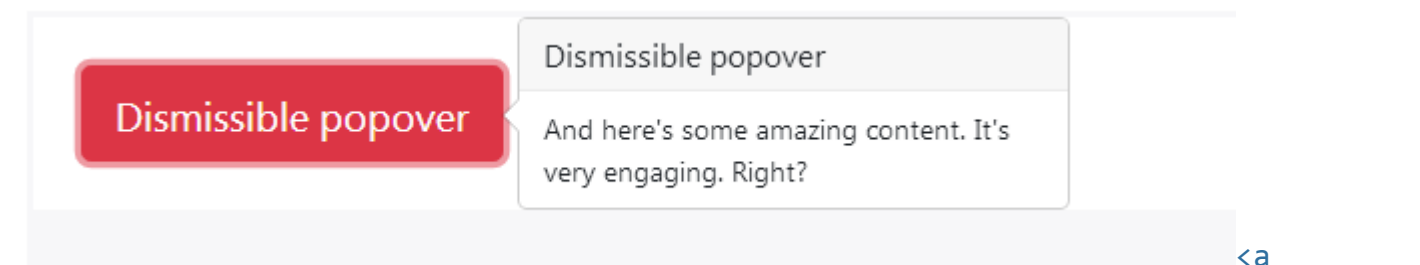 Dismissible popover
Dismissible popover
And here's some amazing content. It's
very engaging. Right?
<a